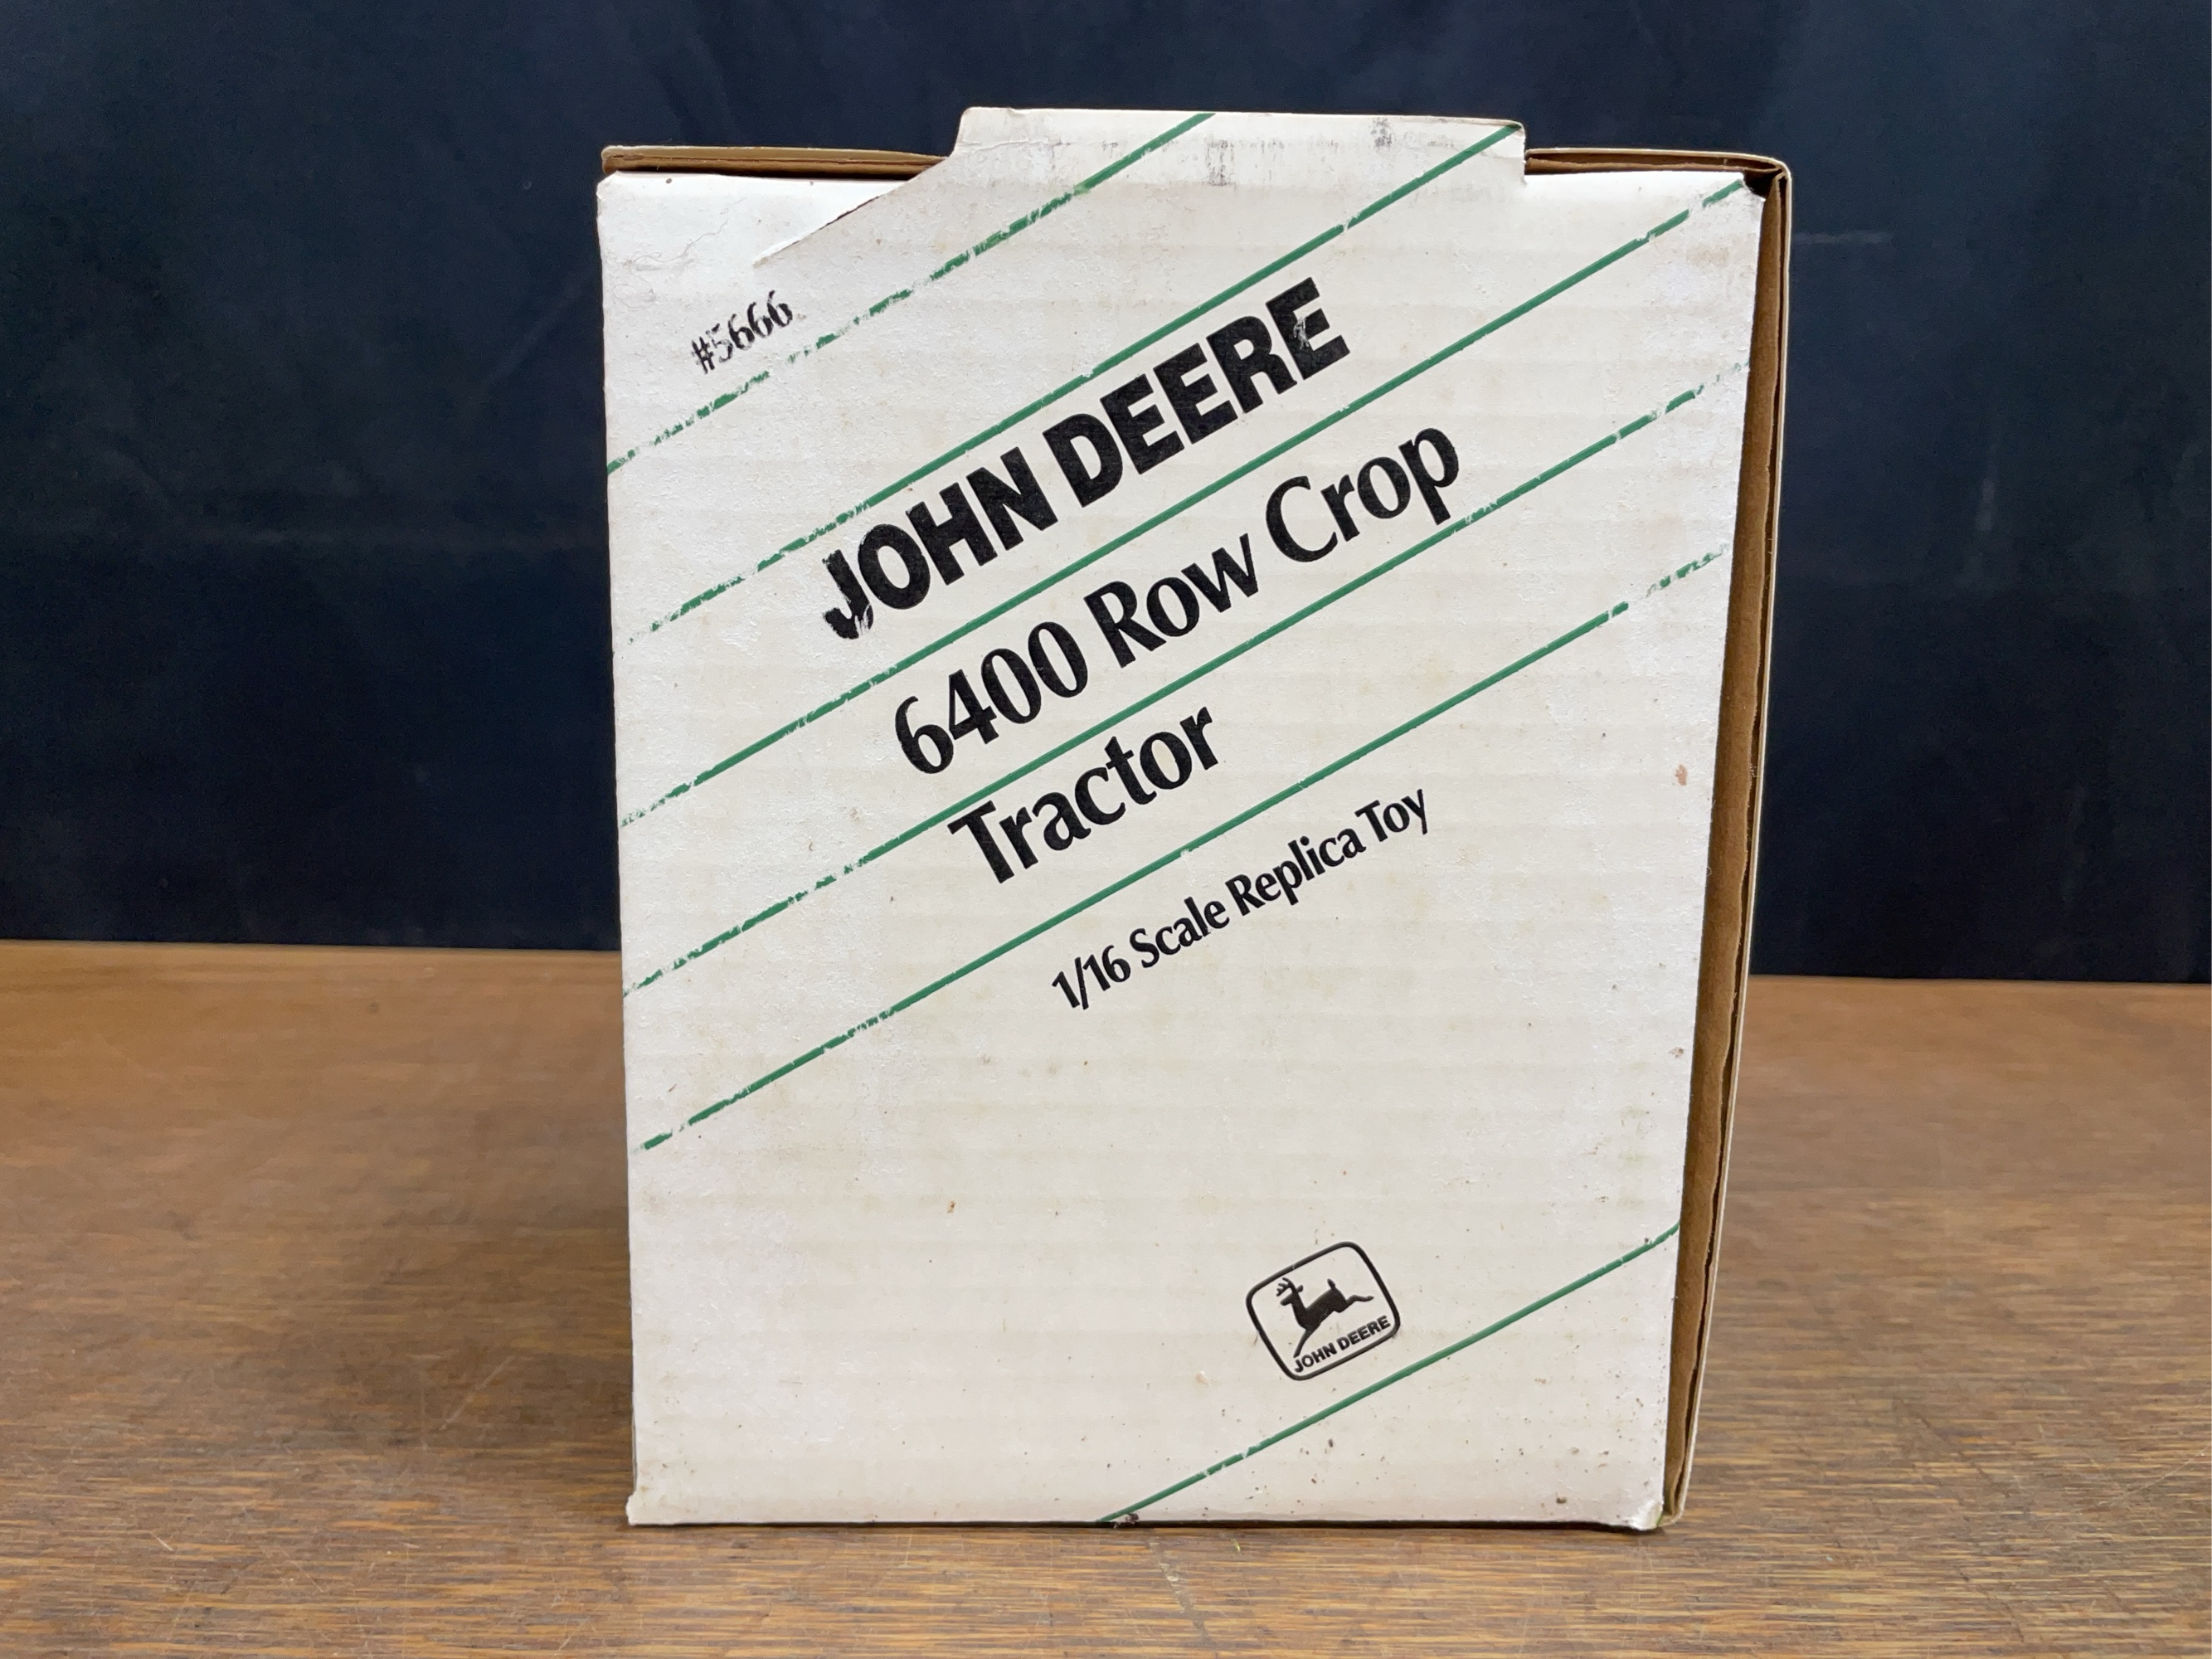 #5666
JOHN DEERE
6400 Row Crop
Tractor
1/16 Scale Replica Toy
JOHN DEERE